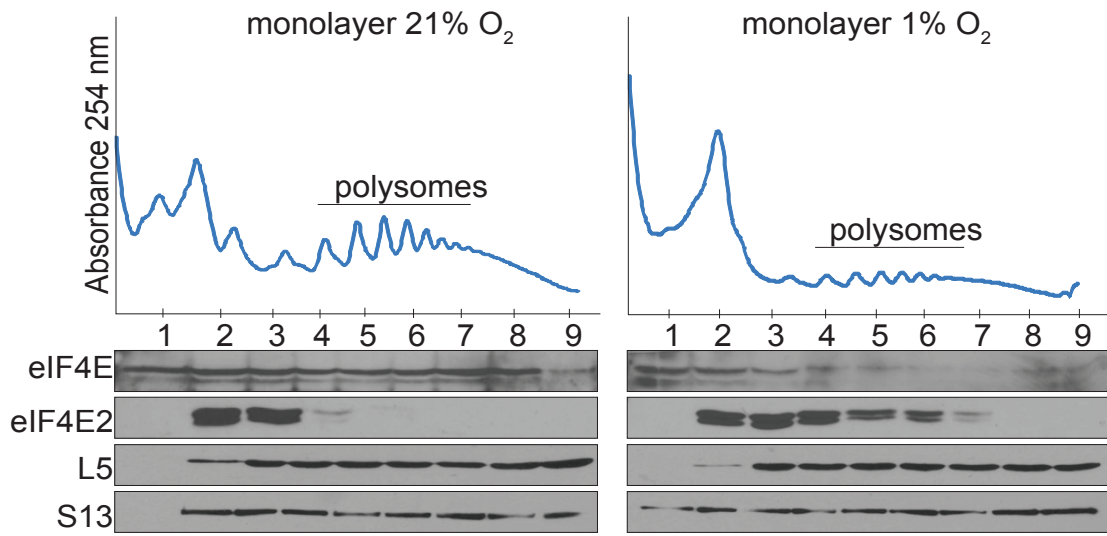 monolayer 21% O2
monolayer 1% O2
Absorbance 254 nm
polysomes
polysomes
1 2 3 4 5 6 7 8 9
1 2 3 4 5 6 7 8 9
eIF4E
eIF4E2
L5
S13